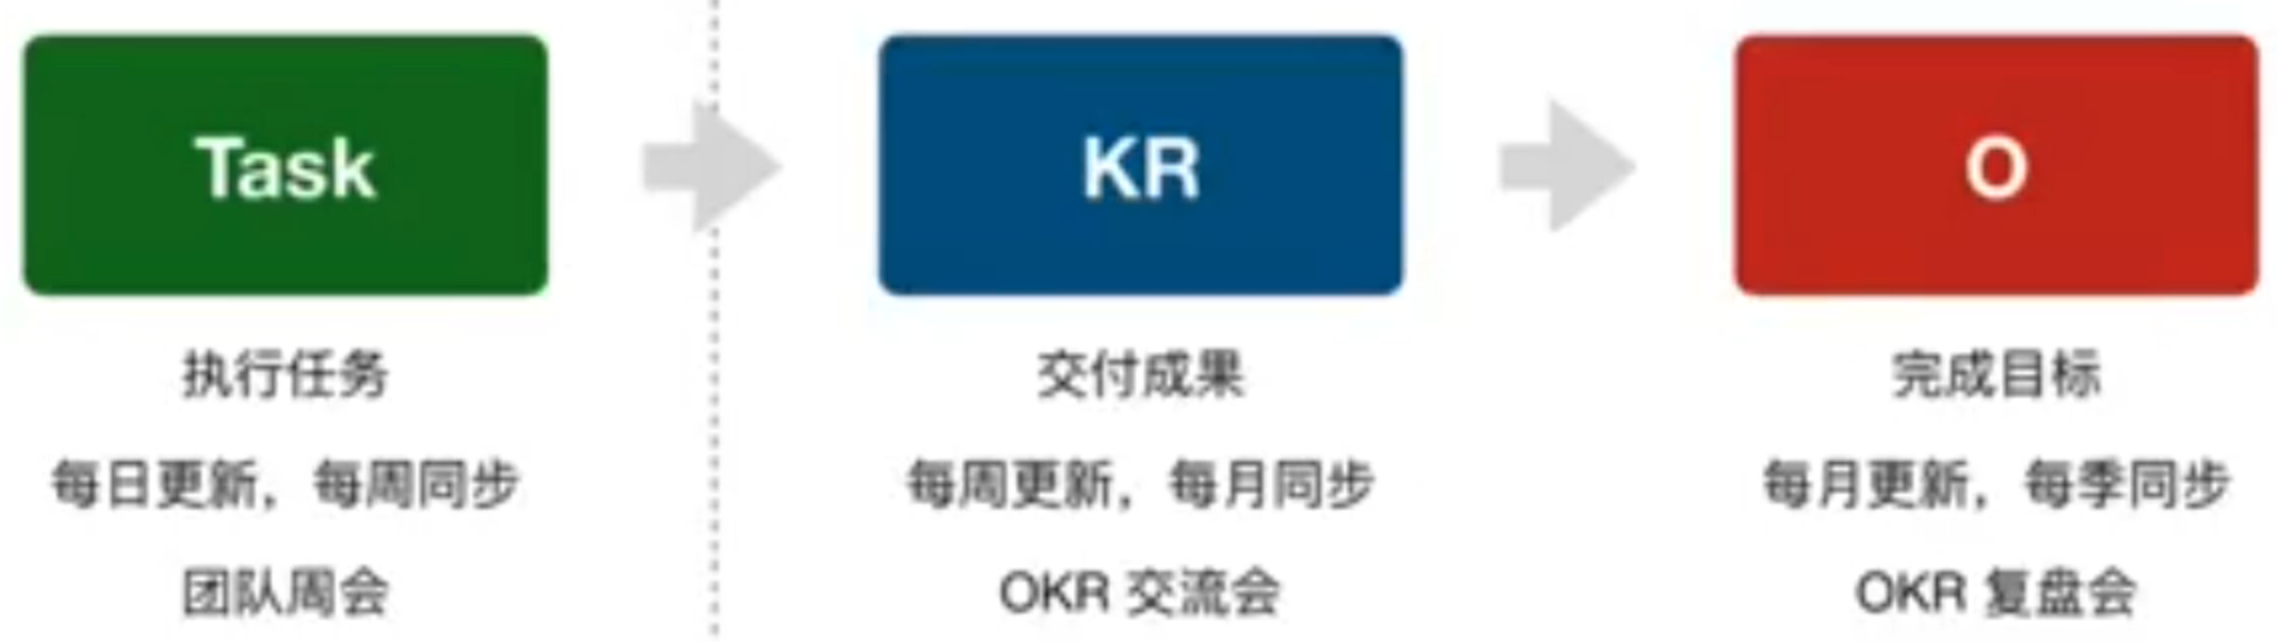 Task
KR
O
执行任务
交付成果
完成目标
每日更新，每周同步
每周更新，每月同步
每月更新，每季同步
团队周会
OKR 交流会
OKR 复盘会